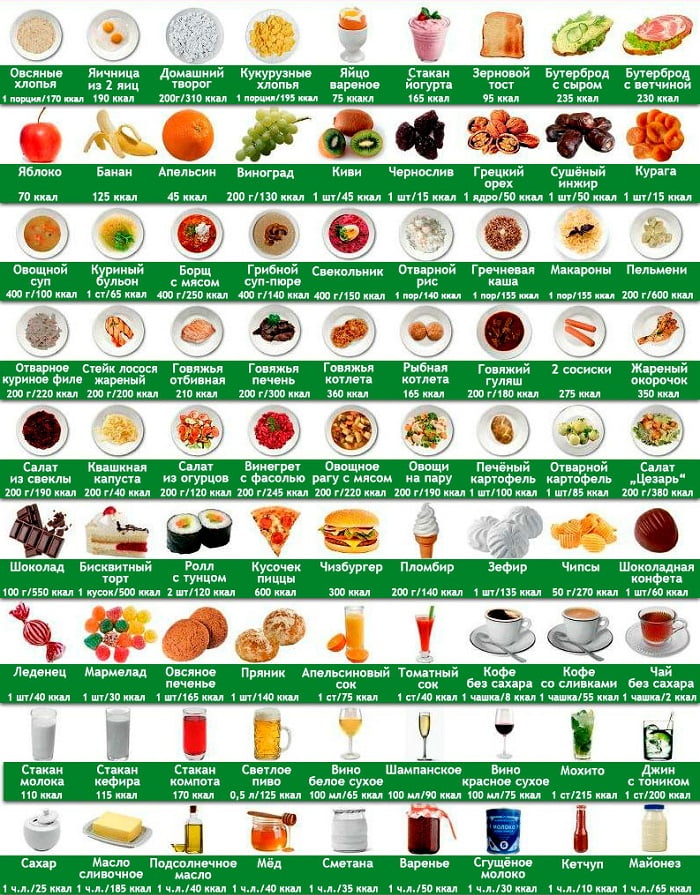 Овсяные хлопья
1 порция/170 ккал
Яичница из 2 яиц
190 ккал
Домашний творог
200г/310 ккал
Кукурузные хлопья
1 порция/195 ккал
Яйцо вареное
75 ккакл
Стакан йогурта
165 ккал
Зерновой тост
95 ккал
Бутерброд с сыром
235 ккал
Бутерброд с ветчиной
230 ккал
Яблоко
70 ккал
Банан
125 ккал
Апельсин
45 ккал
Виноград
200 г/130 ккал
Киви
1 шт/45 ккал
Чернослив
1 шт/15 ккал
Грецкий орех
1 ядро/50 ккал
Сушёный инжир
1 шт/50 ккал
Курага
1 шт/15 ккал
Овощной суп
400 г/100 ккал
Куриный бульон
1 ст/65 ккал
Борщ с мясом
400 г/250 ккал
Грибной суп-пюре
400 г/140 ккал
Свекольник
400 г/150 ккал
Отварной рис
1 пор/140 ккал
Гречневая каша
1 пор/155 ккал
Макароны
1 пор/155 ккал
Пельмени
200 г/600 ккал
Отварное куриное филе
200 г/220 ккал
Стейк лосося жареный
200 г/200 ккал
Говяжья отбивная
210 ккал
Говяжья печень
200 г/300 ккал
Говяжья котлета
360 ккал
Рыбная котлета
165 ккал
Говяжий гуляш
200 г/180 ккал
2 сосиски
275 ккал
Жареный окорочок
350 ккал
Салат из свеклы
200 г/190 ккал
Квашкная капуста
200 г/40 ккал
Салат из огурцов
200 г/120 ккал
Винегрет с фасолью
200 г/245 ккал
Овощное рагу с мясом
200 г/220 ккал
Овощи на пару
200 г/190 ккал
Печёный картофель
1 шт/100 ккал
Отварной картофель
1 шт/85 ккал
Салат „Цезарь“
200 г/380 ккал
Шоколад
100 г/550 ккал
Бисквитный торт
1 кусок/500 ккал
Ролл с тунцом
2 шт/120 ккал
Кусочек пиццы
600 ккал
Чизбургер
300 ккал
Пломбир
200 г/140 ккал
Зефир
1 шт/135 ккал
Чипсы
50 г/270 ккал
Шоколадная конфета
1 шт/60 ккал
Леденец
1 шт/40 ккал
Мармелад
1 шт/30 ккал
Овсяное печенье
1 шт/165 ккал
Пряник
1 шт/140 ккал
Апельсиновый сок
1 ст/75 ккал
Томатный сок
1 ст/40 ккал
Кофе без сахара
1 чашка/8 ккал
Кофе со сливками
1 чашка/55 ккал
Чай без сахара
1 чашка/2 ккал
Стакан молока
110 ккал
Стакан кефира
115 ккал
Стакан компота
170 ккал
Светлое пиво
0,5 л/125 ккал
Вино белое сухое
100 мл/65 ккал
Шампанское
100 мл/90 ккал
Вино красное сухое
100 мл/75 ккал
Мохито
1 ст/215 ккал
Джин с тоником
1 ст/200 ккал
Сахар
1 ч.л./25 ккал
Масло сливочное
1 ч.л./185 ккал
Подсолнечное масло
1 ч.л./40 ккал
Мёд
1 ч.л./40 ккал
Сметана
1 ч.л./35 ккал
Варенье
1 ч.л./50 ккал
МОЛОКО
Сгущёное молоко
1 ч.л./30 ккал
Кетчуп
1 ч.л./10 ккал
Майонез
1 ч.л./65 ккал